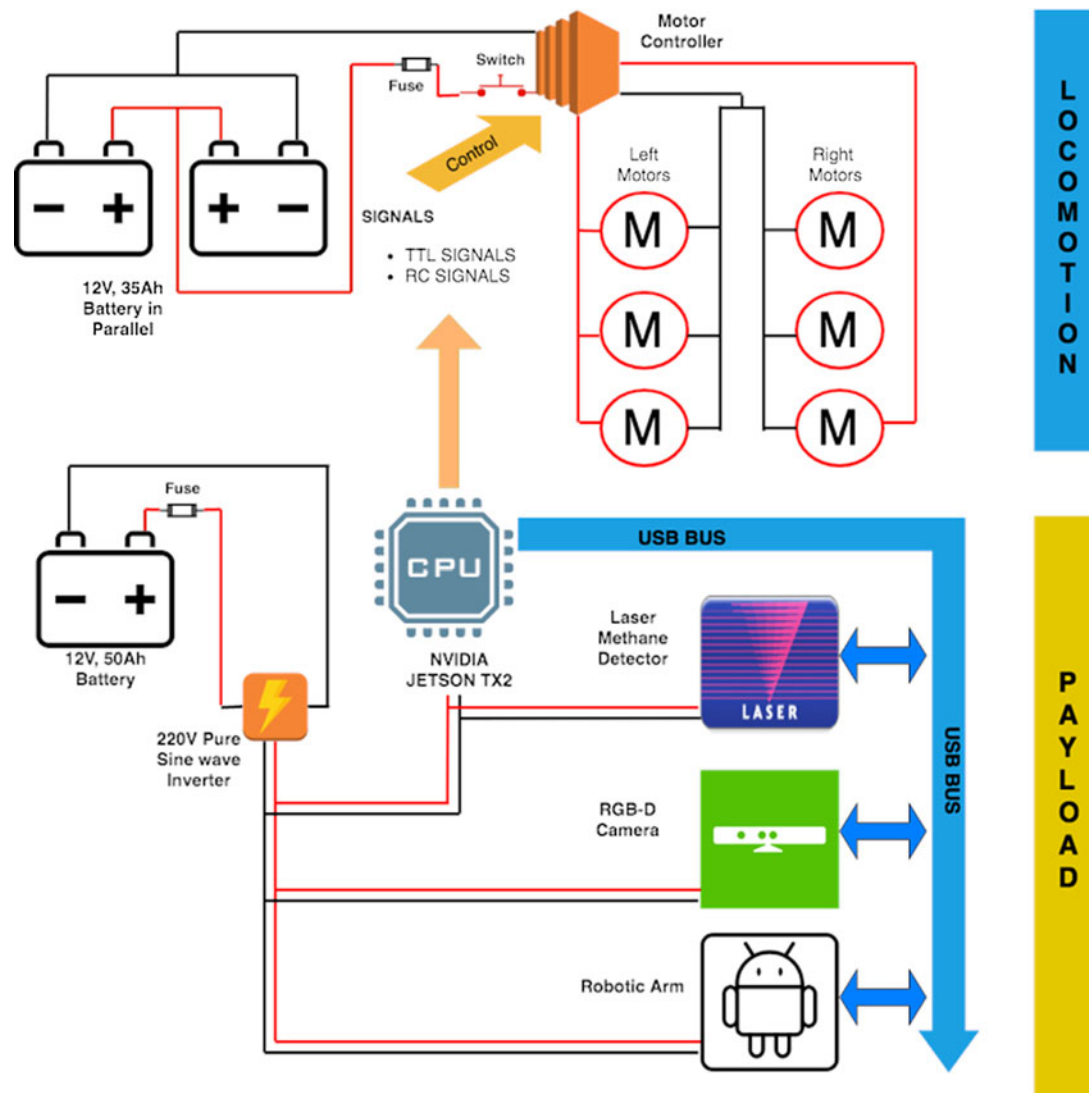 Motor
Controller
Switch
Fuse
Control
Left
Motors
Right
Motors
M
M
M
M
M
M
SIGNALS
• TTL SIGNALS
• RC SIGNALS
12V, 35Ah
Battery in
Parallel
LOCOMOTION
Fuse
12V, 50Ah
Battery
220V Pure
Sine wave
Inverter
CPU
NVIDIA
JETSON TX2
USB BUS
USB BUS
Laser
Methane
Detector
LASER
RGB-D
Camera
Robotic Arm
PAYLOAD